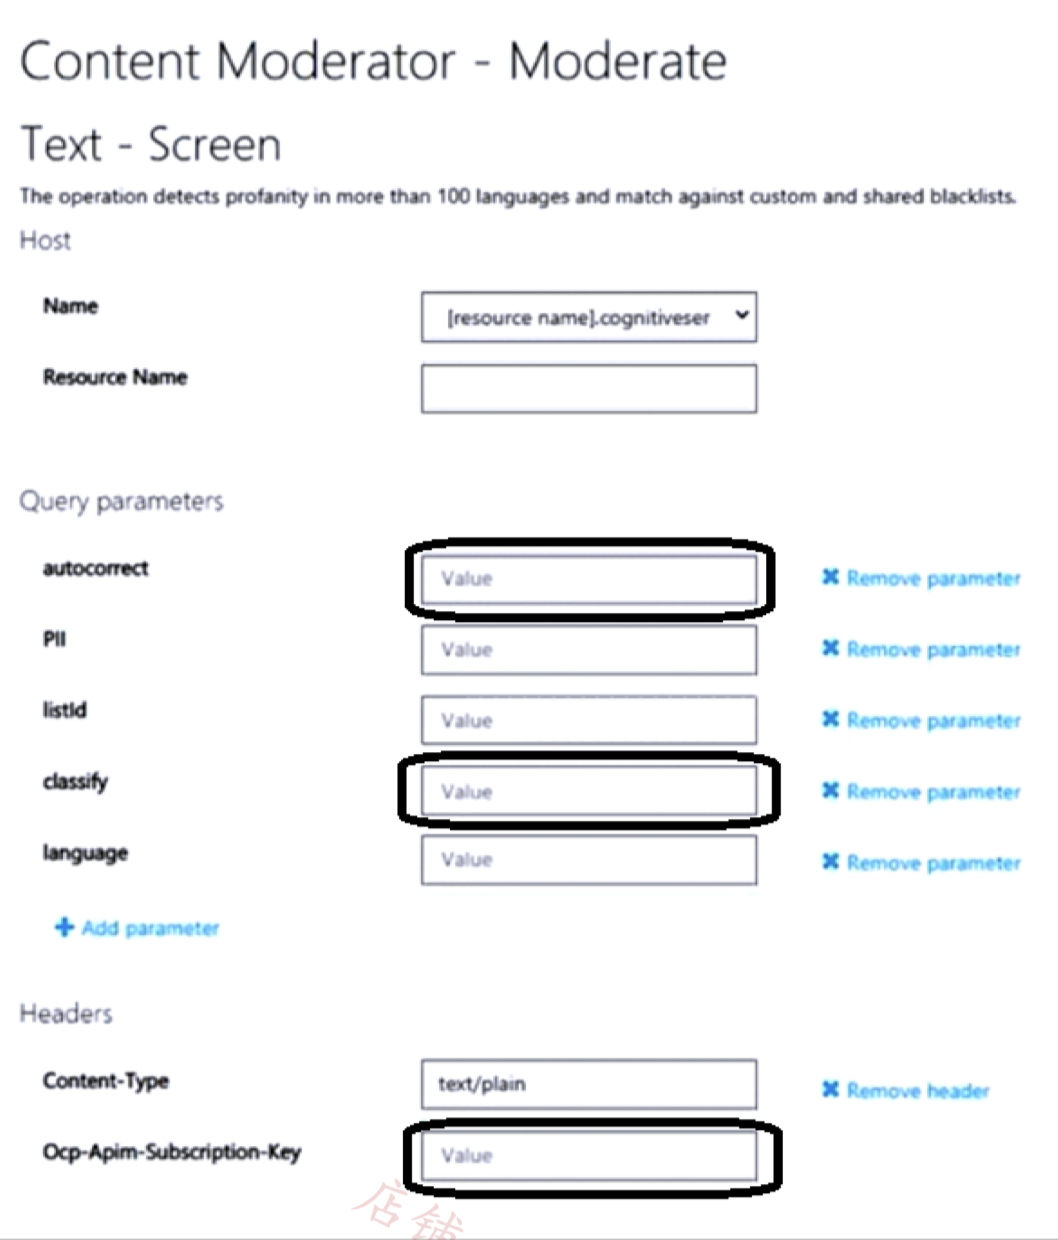 Content Moderator - Moderate
Text - Screen
The operation detects profanity in more than 100 languages and match against custom and shared blacklists.
Host
Name
[resource name].cognitiveser
Resource Name
Query parameters
autocorrect Value ✖ Remove parameter
PII Value ✖ Remove parameter
listId Value ✖ Remove parameter
classify Value ✖ Remove parameter
language Value ✖ Remove parameter
+ Add parameter
Headers
Content-Type text/plain ✖ Remove header
Ocp-Apim-Subscription-Key Value
店铺